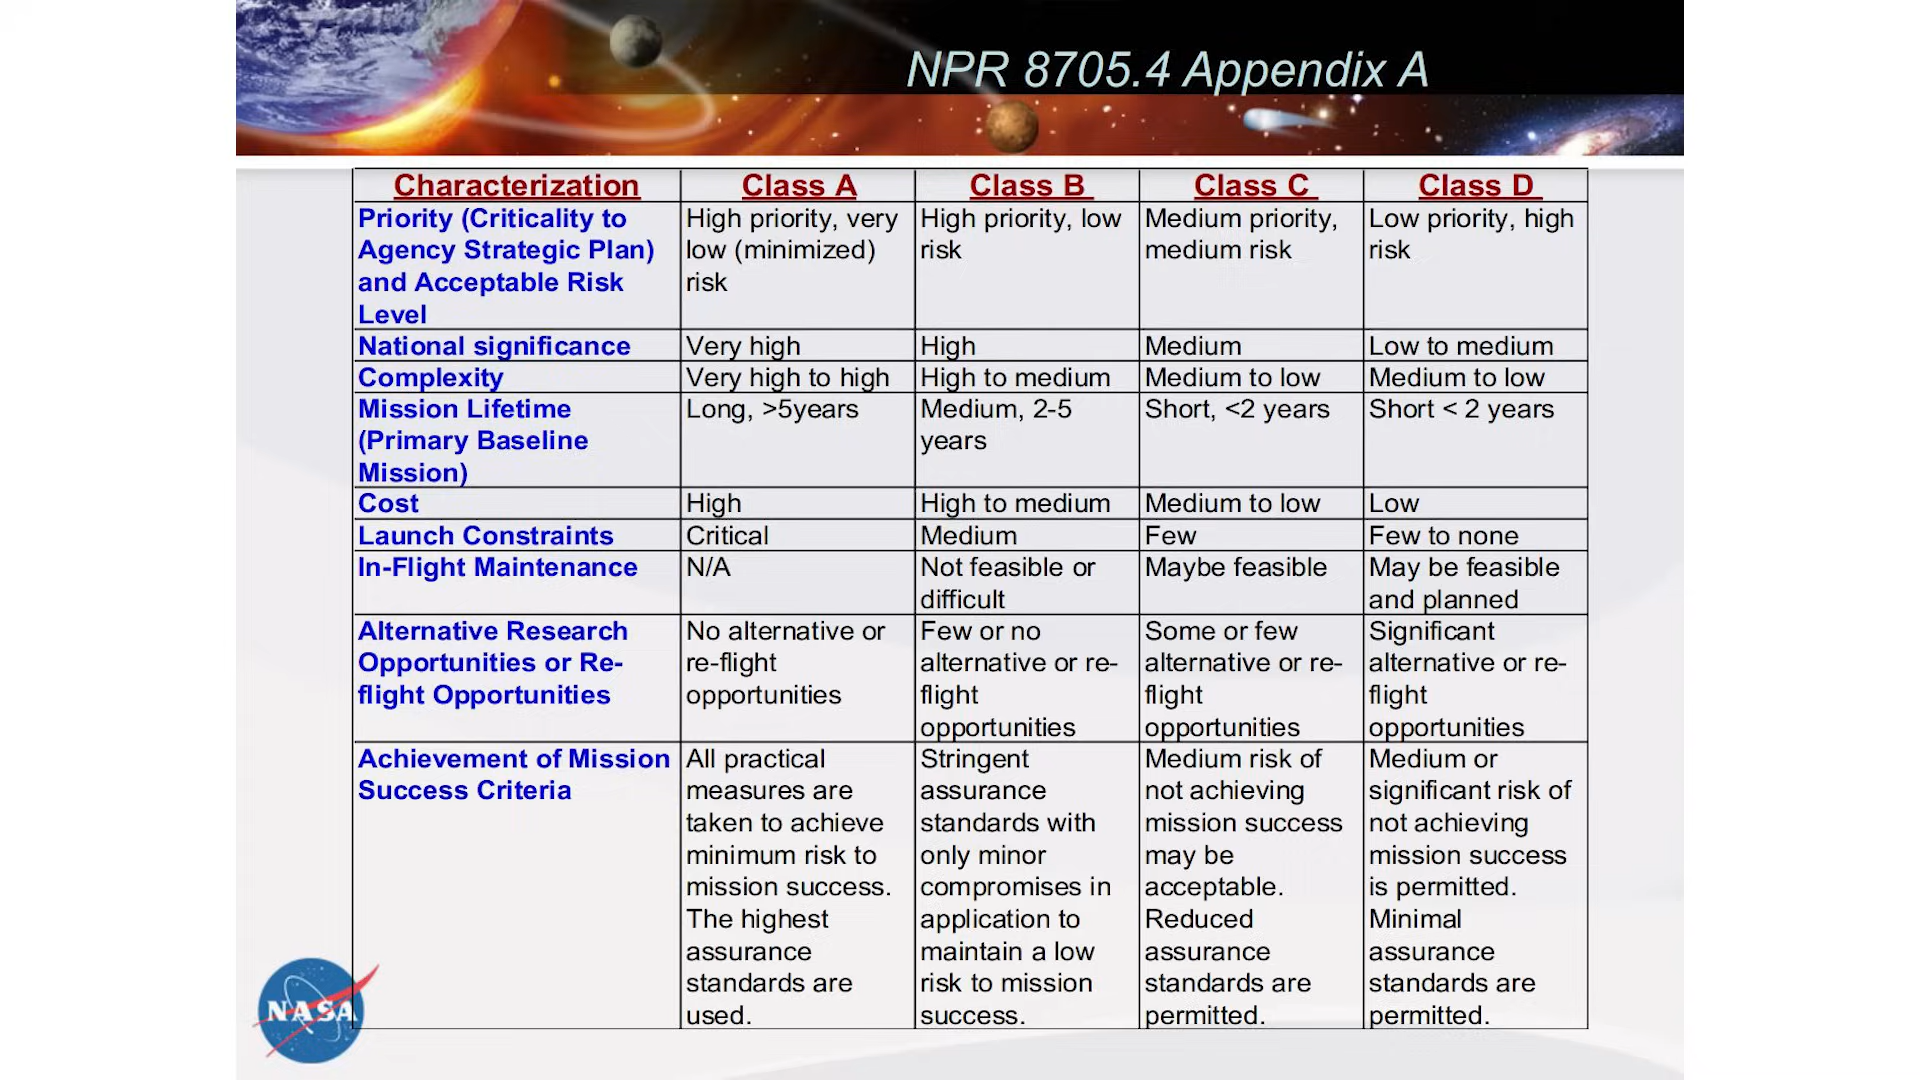 NPR 8705.4 Appendix A
Characterization
Class A
Class B
Class C
Class D
Priority (Criticality to
Agency Strategic Plan)
and Acceptable Risk
Level
High priority, very
low (minimized)
risk
High priority, low
risk
Medium priority,
medium risk
Low priority, high
risk
National significance
Very high
High
Medium
Low to medium
Complexity
Very high to high
High to medium
Medium to low
Medium to low
Mission Lifetime
(Primary Baseline
Mission)
Long, >5years
Medium, 2-5
years
Short, <2 years
Short < 2 years
Cost
High
High to medium
Medium to low
Low
Launch Constraints
Critical
Medium
Few
Few to none
In-Flight Maintenance
N/A
Not feasible or
difficult
Maybe feasible
May be feasible
and planned
Alternative Research
Opportunities or Re-
flight Opportunities
No alternative or
re-flight
opportunities
Few or no
alternative or re-
flight
opportunities
Some or few
alternative or re-
flight
opportunities
Significant
alternative or re-
flight
opportunities
Achievement of Mission
Success Criteria
All practical
measures are
taken to achieve
minimum risk to
mission success.
The highest
assurance
standards are
used.
Stringent
assurance
standards with
only minor
compromises in
application to
maintain a low
risk to mission
success.
Medium risk of
not achieving
mission success
may be
acceptable.
Reduced
assurance
standards are
permitted.
Medium or
significant risk of
not achieving
mission success
is permitted.
Minimal
assurance
standards are
permitted.
NASA